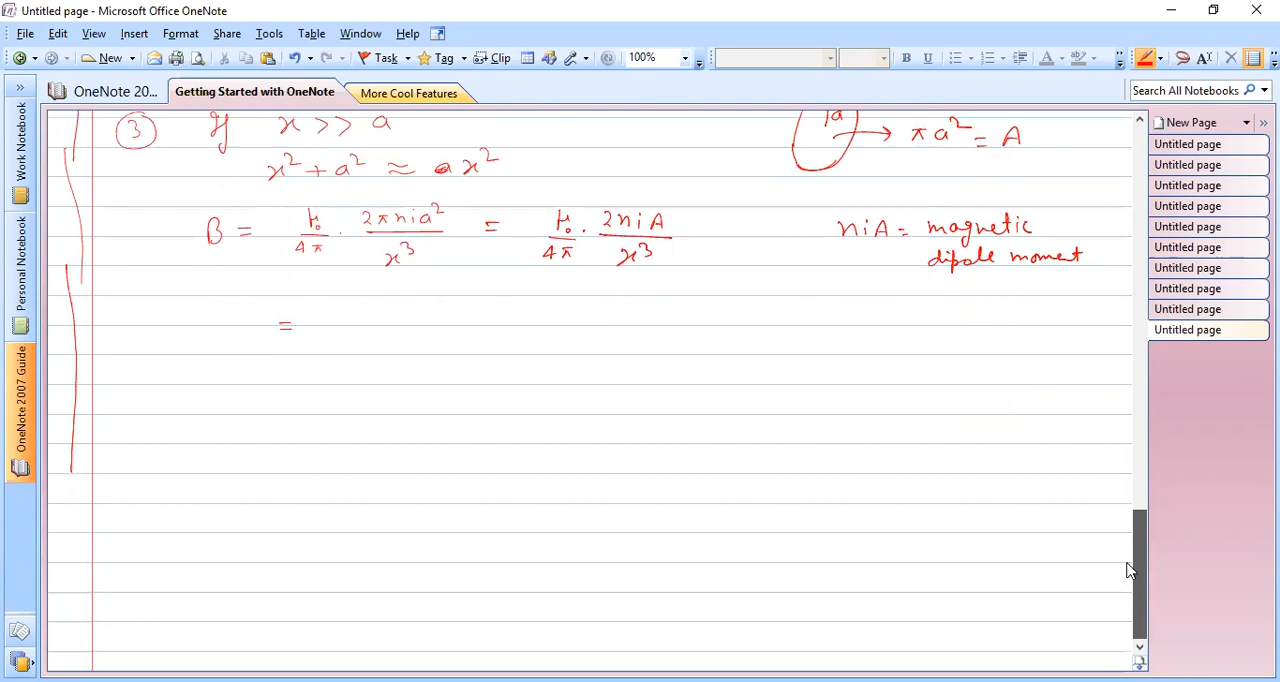 Untitled page - Microsoft Office OneNote
File Edit View Insert Format Share Tools Table Window Help
New Task Tag Clip 100% B U A ab A
OneNote 20... Getting Started with OneNote More Cool Features Search All Notebooks
New Page
Untitled page
Untitled page
Untitled page
Untitled page
Untitled page
Untitled page
Untitled page
Untitled page
Untitled page
Untitled page
Work Notebook
Personal Notebook
OneNote 2007 Guide
③ If x >> a
x² + a² ≈ x²
a → πa² = A
B = μ₀/4π · 2πnia²/x³ = μ₀/4π · 2niA/x³
niA = magnetic
dipole moment
=